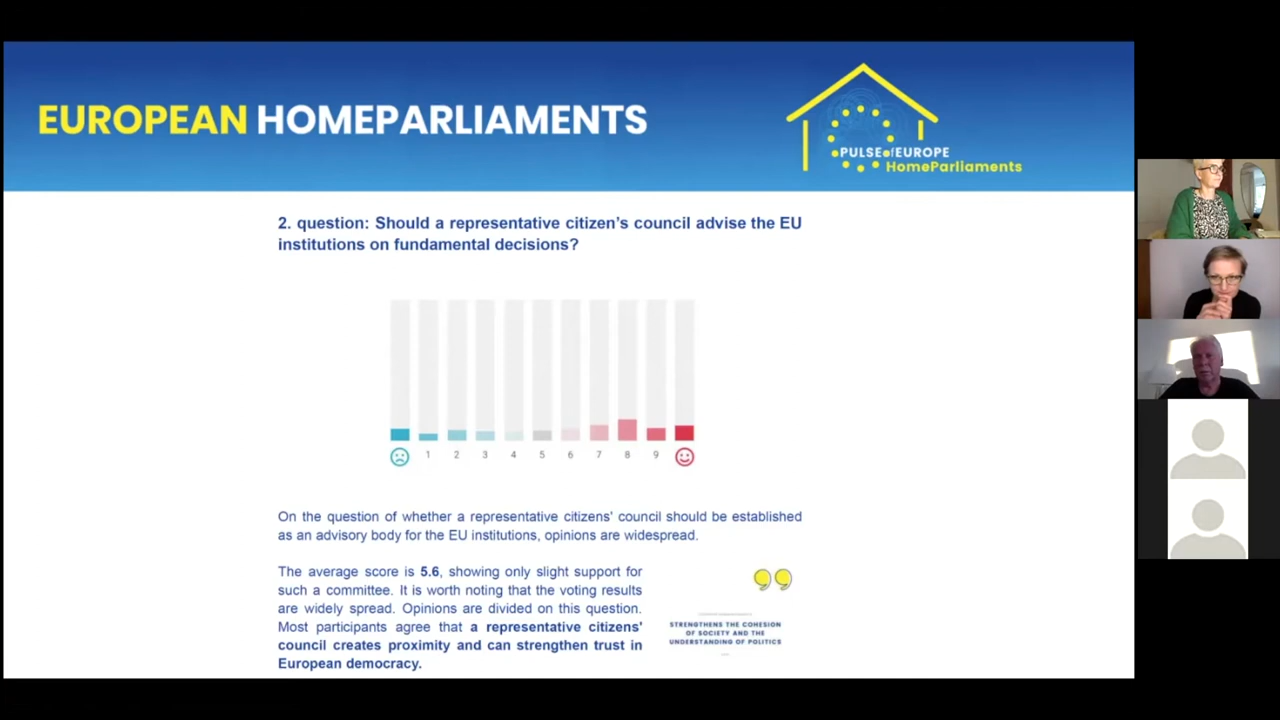 EUROPEAN HOMEPARLIAMENTS
PULSE of EUROPE
HomeParliaments
2. question: Should a representative citizen's council advise the EU
institutions on fundamental decisions?
1 2 3 4 5 6 7 8 9
On the question of whether a representative citizens' council should be established
as an advisory body for the EU institutions, opinions are widespread.
The average score is 5.6, showing only slight support for
such a committee. It is worth noting that the voting results
are widely spread. Opinions are divided on this question.
Most participants agree that a representative citizens'
council creates proximity and can strengthen trust in
European democracy.
STRENGTHENS THE COHESION
OF SOCIETY AND THE
UNDERSTANDING OF POLITICS